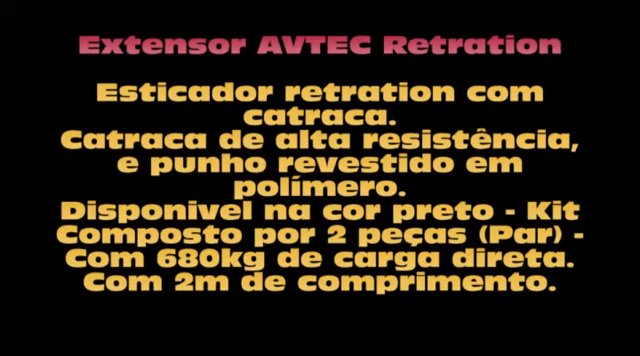 Extensor AVTEC Retration
Esticador retration com
catraca.
Catraca de alta resistência,
e punho revestido em
polímero.
Disponivel na cor preto - Kit
Composto por 2 peças (Par) -
Com 680kg de carga direta.
Com 2m de comprimento.